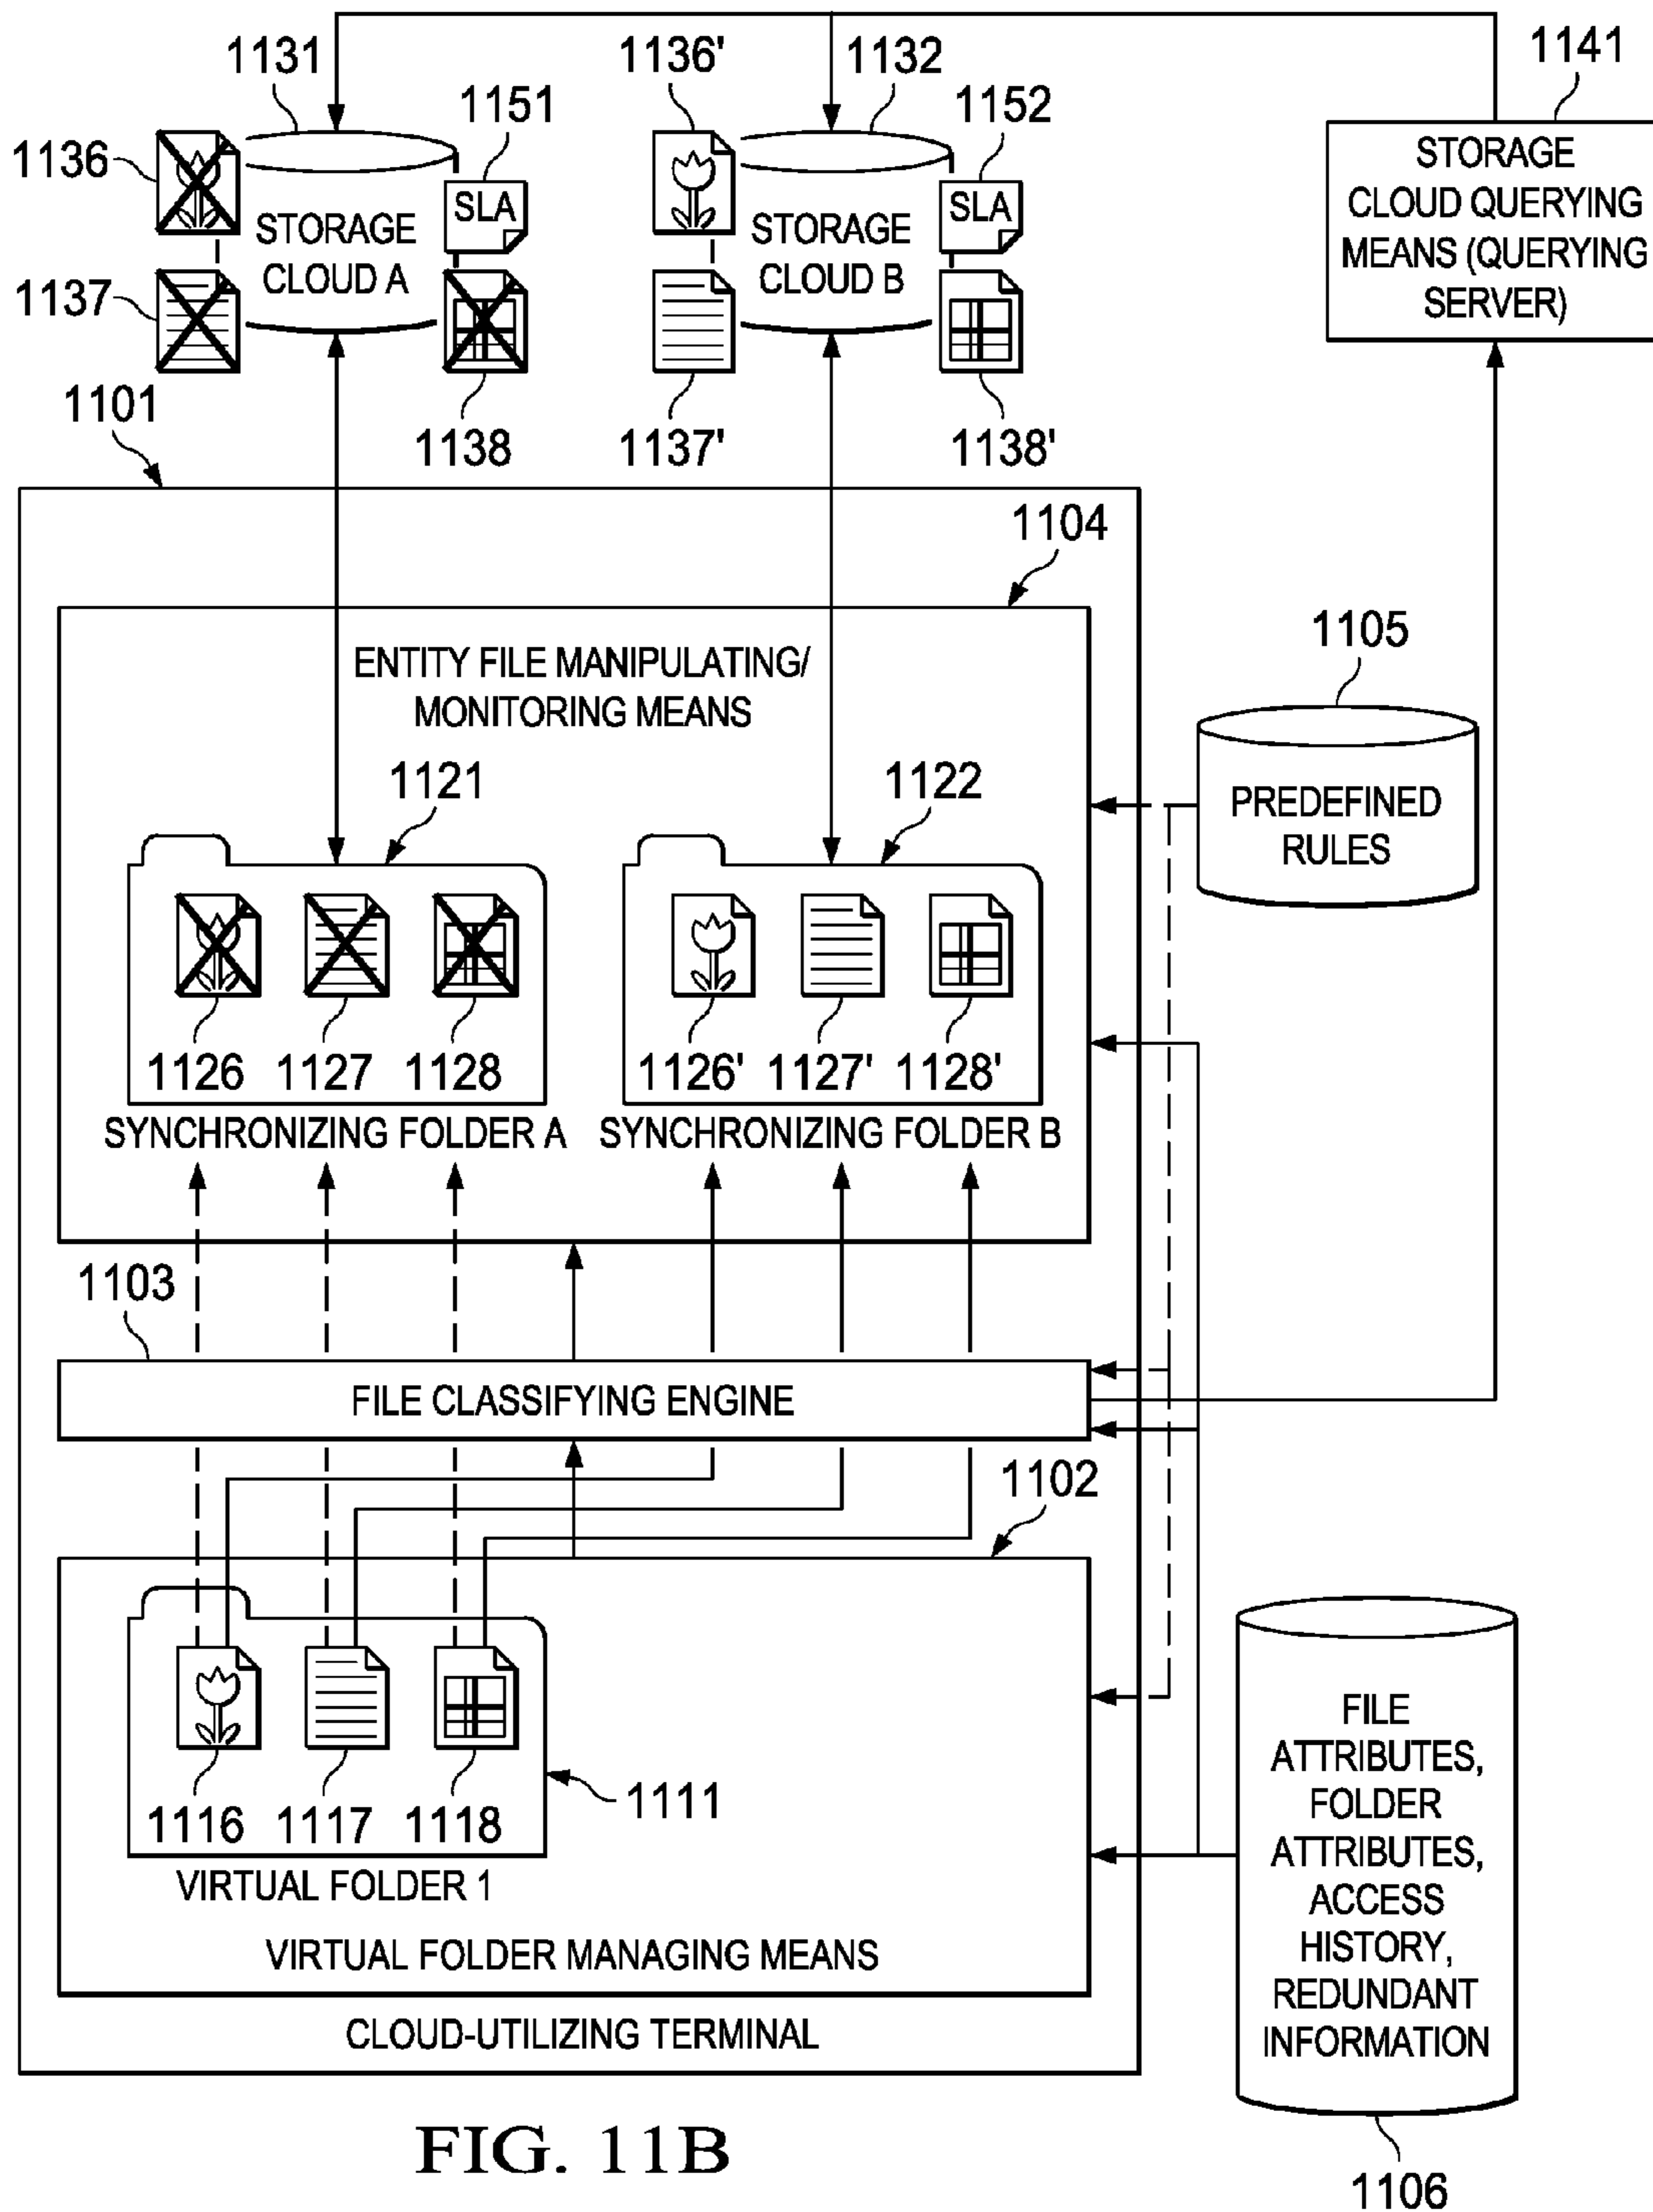 1131
1136'
1132
1141
1151
1152
1136
STORAGE
CLOUD QUERYING
MEANS (QUERYING
SERVER)
SLA
SLA
STORAGE
CLOUD A
STORAGE
CLOUD B
1137
1101
1138
1137'
1138'
1104
ENTITY FILE MANIPULATING/
MONITORING MEANS
1105
1121
1122
PREDEFINED
RULES
1126 1127 1128
1126' 1127' 1128'
SYNCHRONIZING FOLDER A
SYNCHRONIZING FOLDER B
1103
FILE CLASSIFYING ENGINE
1102
1116 1117 1118
1111
VIRTUAL FOLDER 1
VIRTUAL FOLDER MANAGING MEANS
CLOUD-UTILIZING TERMINAL
FILE
ATTRIBUTES,
FOLDER
ATTRIBUTES,
ACCESS
HISTORY,
REDUNDANT
INFORMATION
1106
FIG. 11B